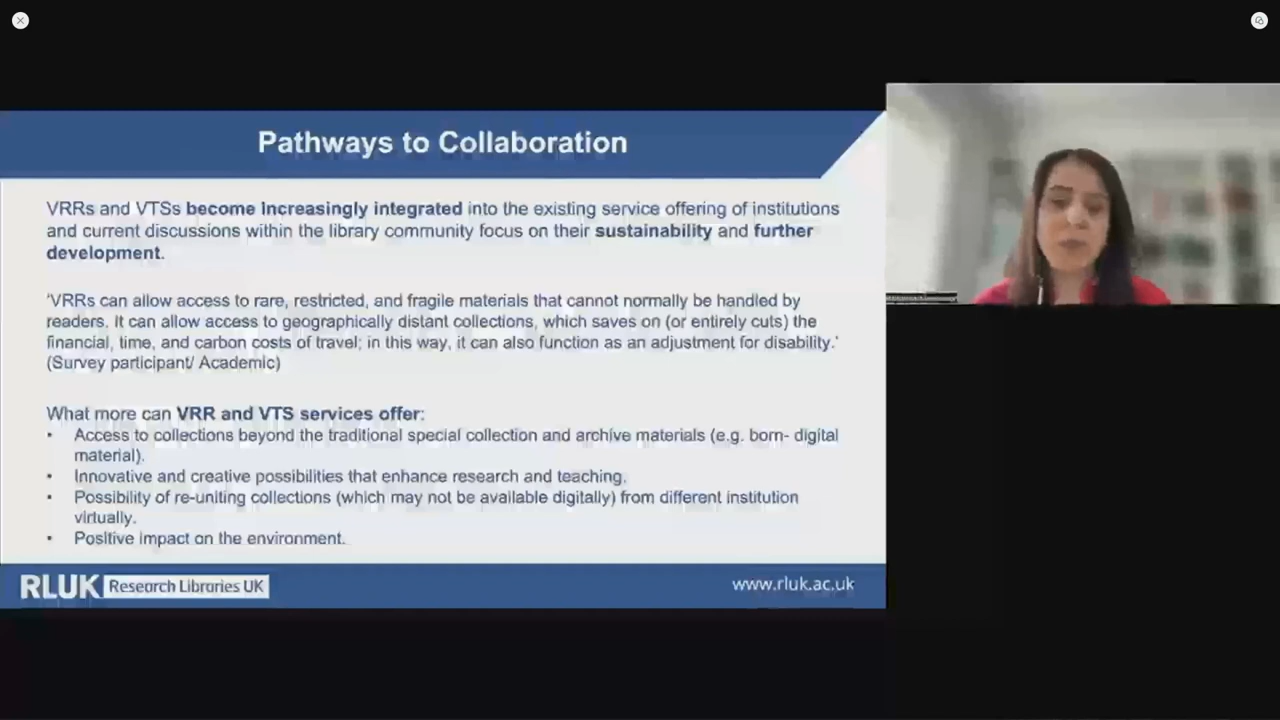 Pathways to Collaboration
VRRs and VTSs become increasingly integrated into the existing service offering of institutions
and current discussions within the library community focus on their sustainability and further
development.
'VRRs can allow access to rare, restricted, and fragile materials that cannot normally be handled by
readers. It can allow access to geographically distant collections, which saves on (or entirely cuts) the
financial, time, and carbon costs of travel; in this way, it can also function as an adjustment for disability.'
(Survey participant/ Academic)
What more can VRR and VTS services offer:
• Access to collections beyond the traditional special collection and archive materials (e.g. born- digital
material).
• Innovative and creative possibilities that enhance research and teaching.
• Possibility of re-uniting collections (which may not be available digitally) from different institution
virtually.
• Positive impact on the environment.
RLUK Research Libraries UK
www.rluk.ac.uk